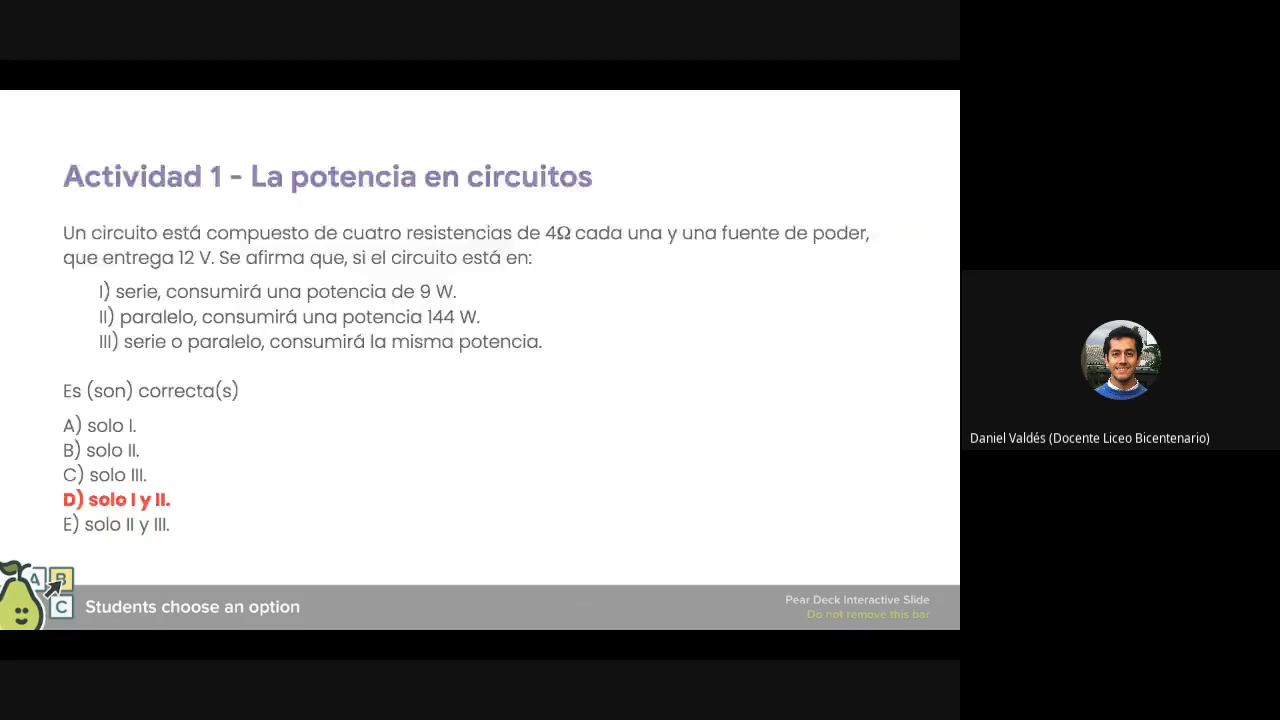 Actividad 1 - La potencia en circuitos
Un circuito está compuesto de cuatro resistencias de 4Ω cada una y una fuente de poder,
que entrega 12 V. Se afirma que, si el circuito está en:
I) serie, consumirá una potencia de 9 W.
II) paralelo, consumirá una potencia 144 W.
III) serie o paralelo, consumirá la misma potencia.
Es (son) correcta(s)
A) solo I.
B) solo II.
C) solo III.
D) solo I y II.
E) solo II y III.
A B
C
Students choose an option
Pear Deck Interactive Slide
Do not remove this bar
Daniel Valdés (Docente Liceo Bicentenario)